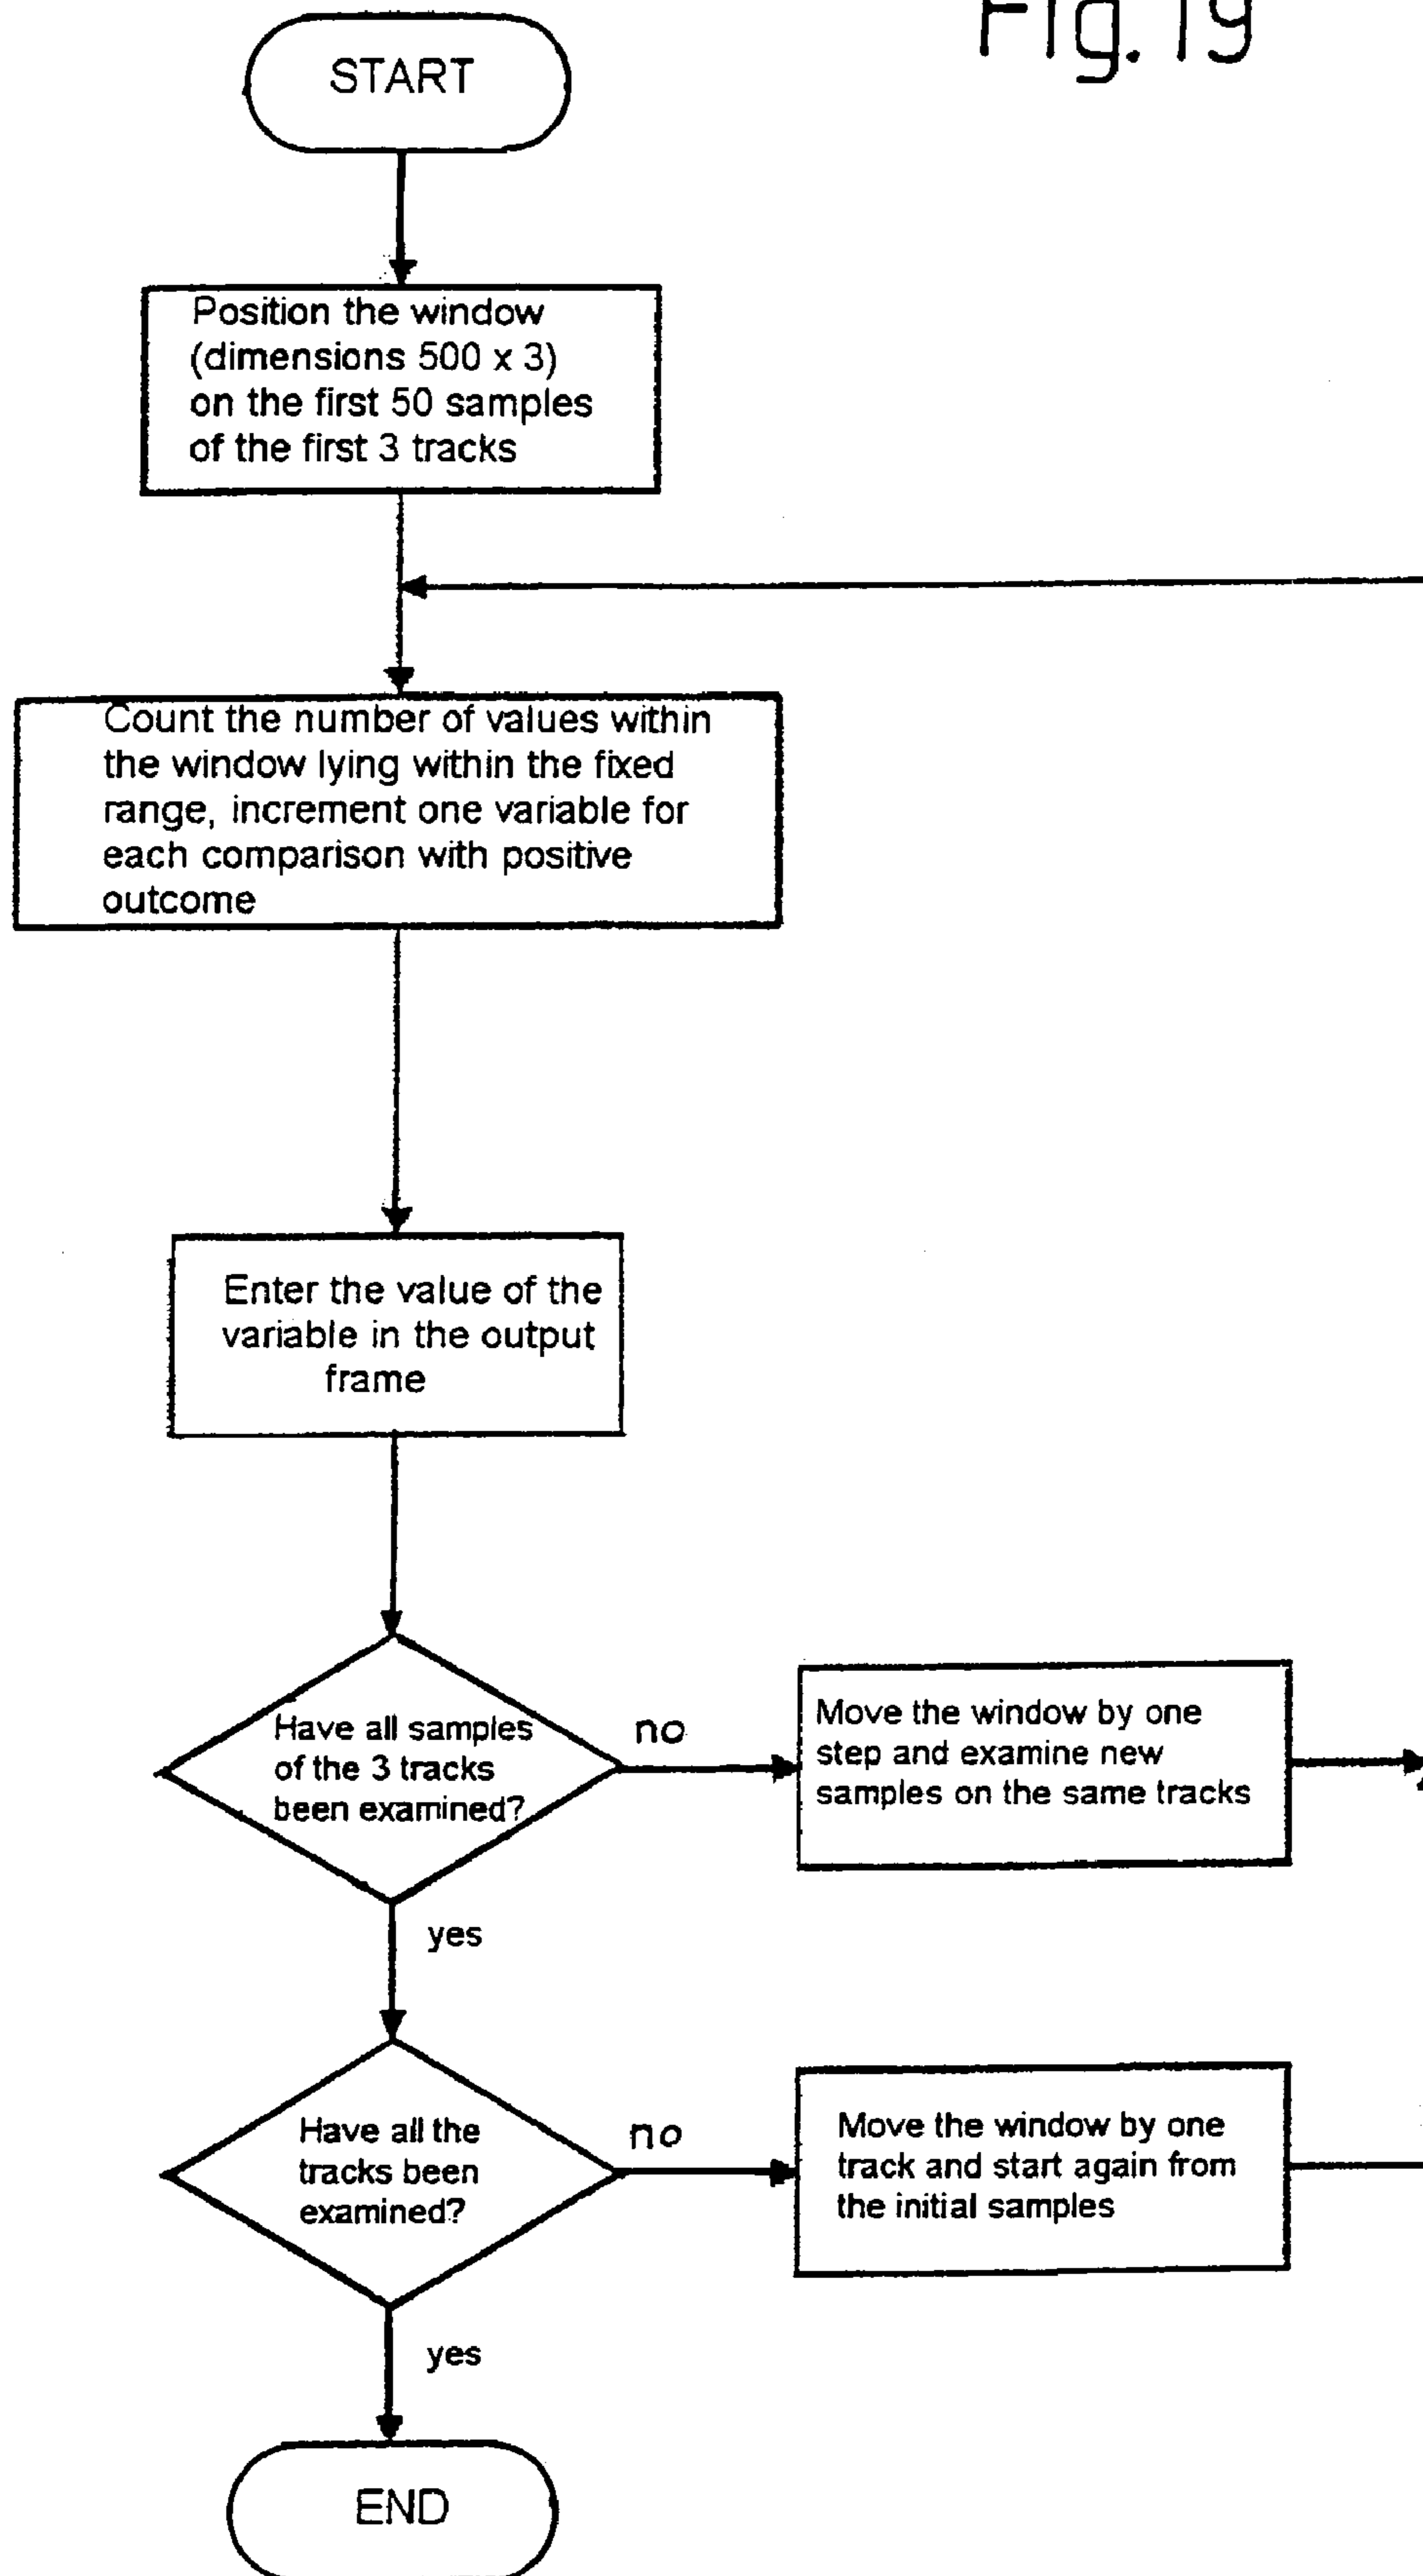 Fig. 19
START
Position the window
(dimensions 500 x 3)
on the first 50 samples
of the first 3 tracks
Count the number of values within
the window lying within the fixed
range, increment one variable for
each comparison with positive
outcome
Enter the value of the
variable in the output
frame
Have all samples
of the 3 tracks
been examined?
no
Move the window by one
step and examine new
samples on the same tracks
yes
Have all the
tracks been
examined?
no
Move the window by one
track and start again from
the initial samples
yes
END